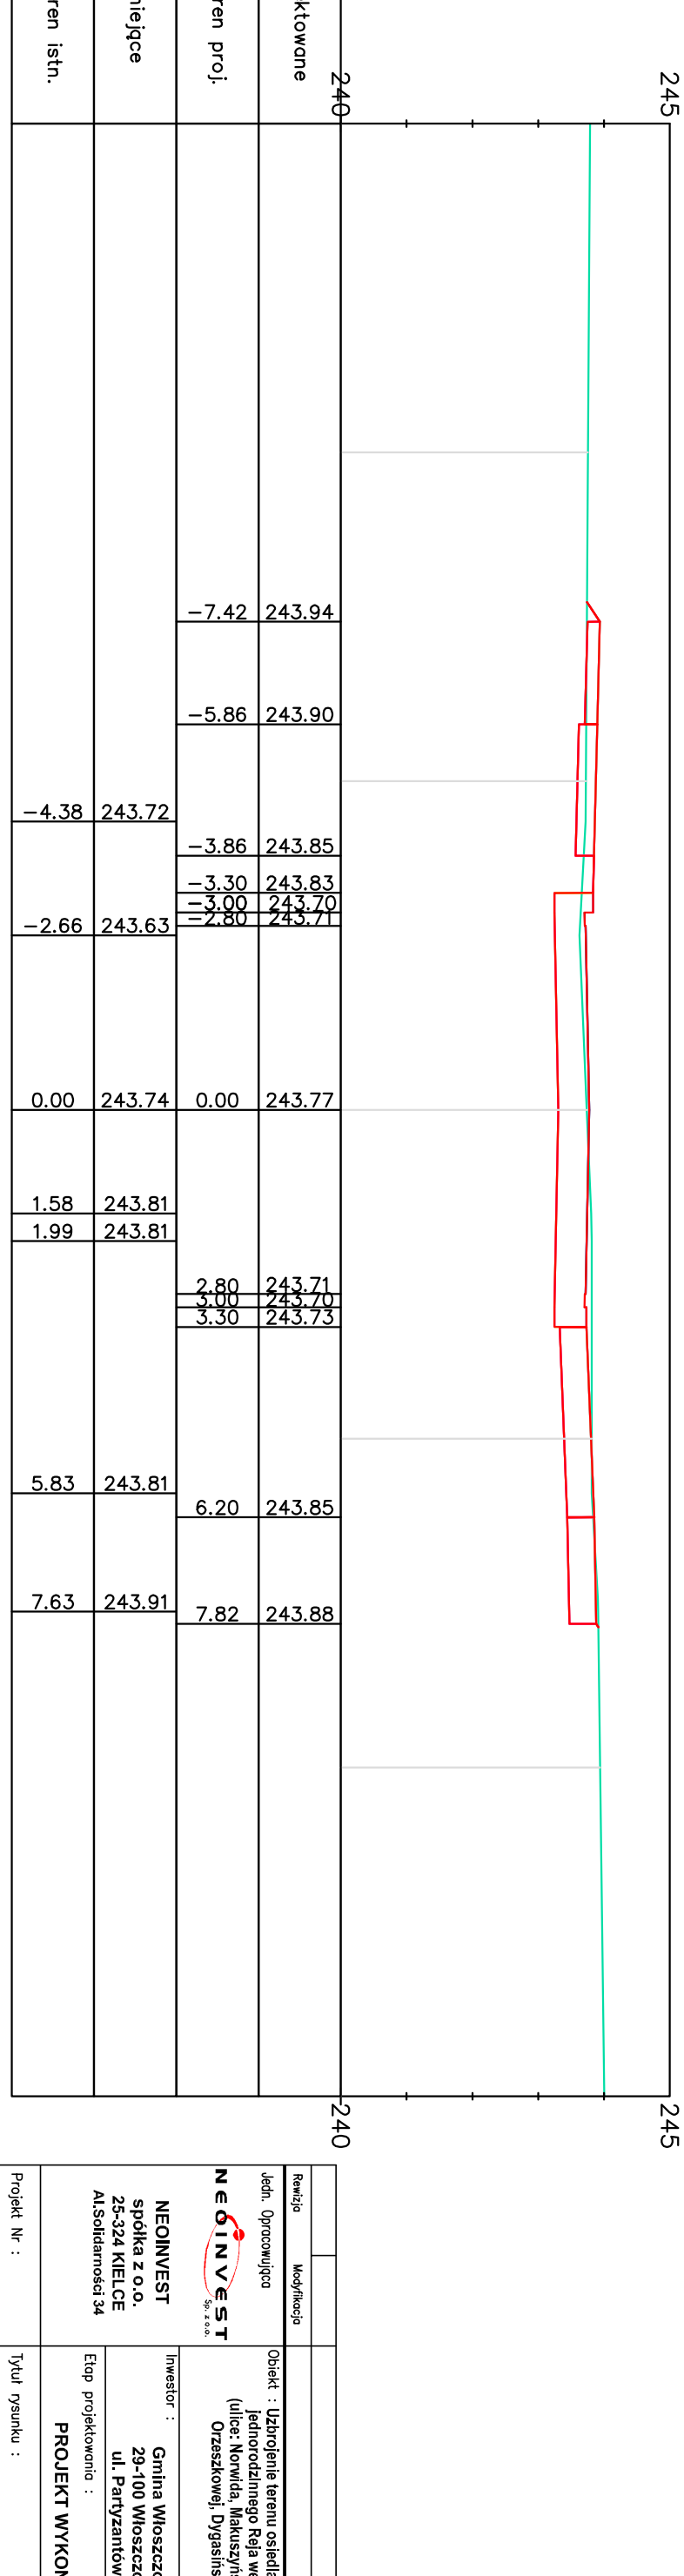 245
240
ktowane
ren proj.
niejące
ren istn.
243.94
243.90
243.85
243.83
243.70
243.71
243.77
243.71
243.70
243.73
243.85
243.88
-7.42
-5.86
-3.86
-3.30
-3.00
-2.80
0.00
2.80
3.00
3.30
6.20
7.82
243.72
243.63
243.74
243.81
243.81
243.81
243.91
-4.38
-2.66
0.00
1.58
1.99
5.83
7.63
245
240
Rewizja Modyfikacja
Jedn. Opracowująca
NEOINVEST
Sp. z o.o.
NEOINVEST
spółka z o.o.
25-324 KIELCE
Al.Solidarności 34
Projekt Nr :
Obiekt : Uzbrojenie terenu osiedla
jednorodzinnego Reja we
(ulice: Norwida, Makuszyń
Orzeszkowej, Dygasińs
Inwestor :
Gmina Włoszczo
29-100 Włoszczo
ul. Partyzantów
Etap projektowania :
PROJEKT WYKON
Tytuł rysunku :